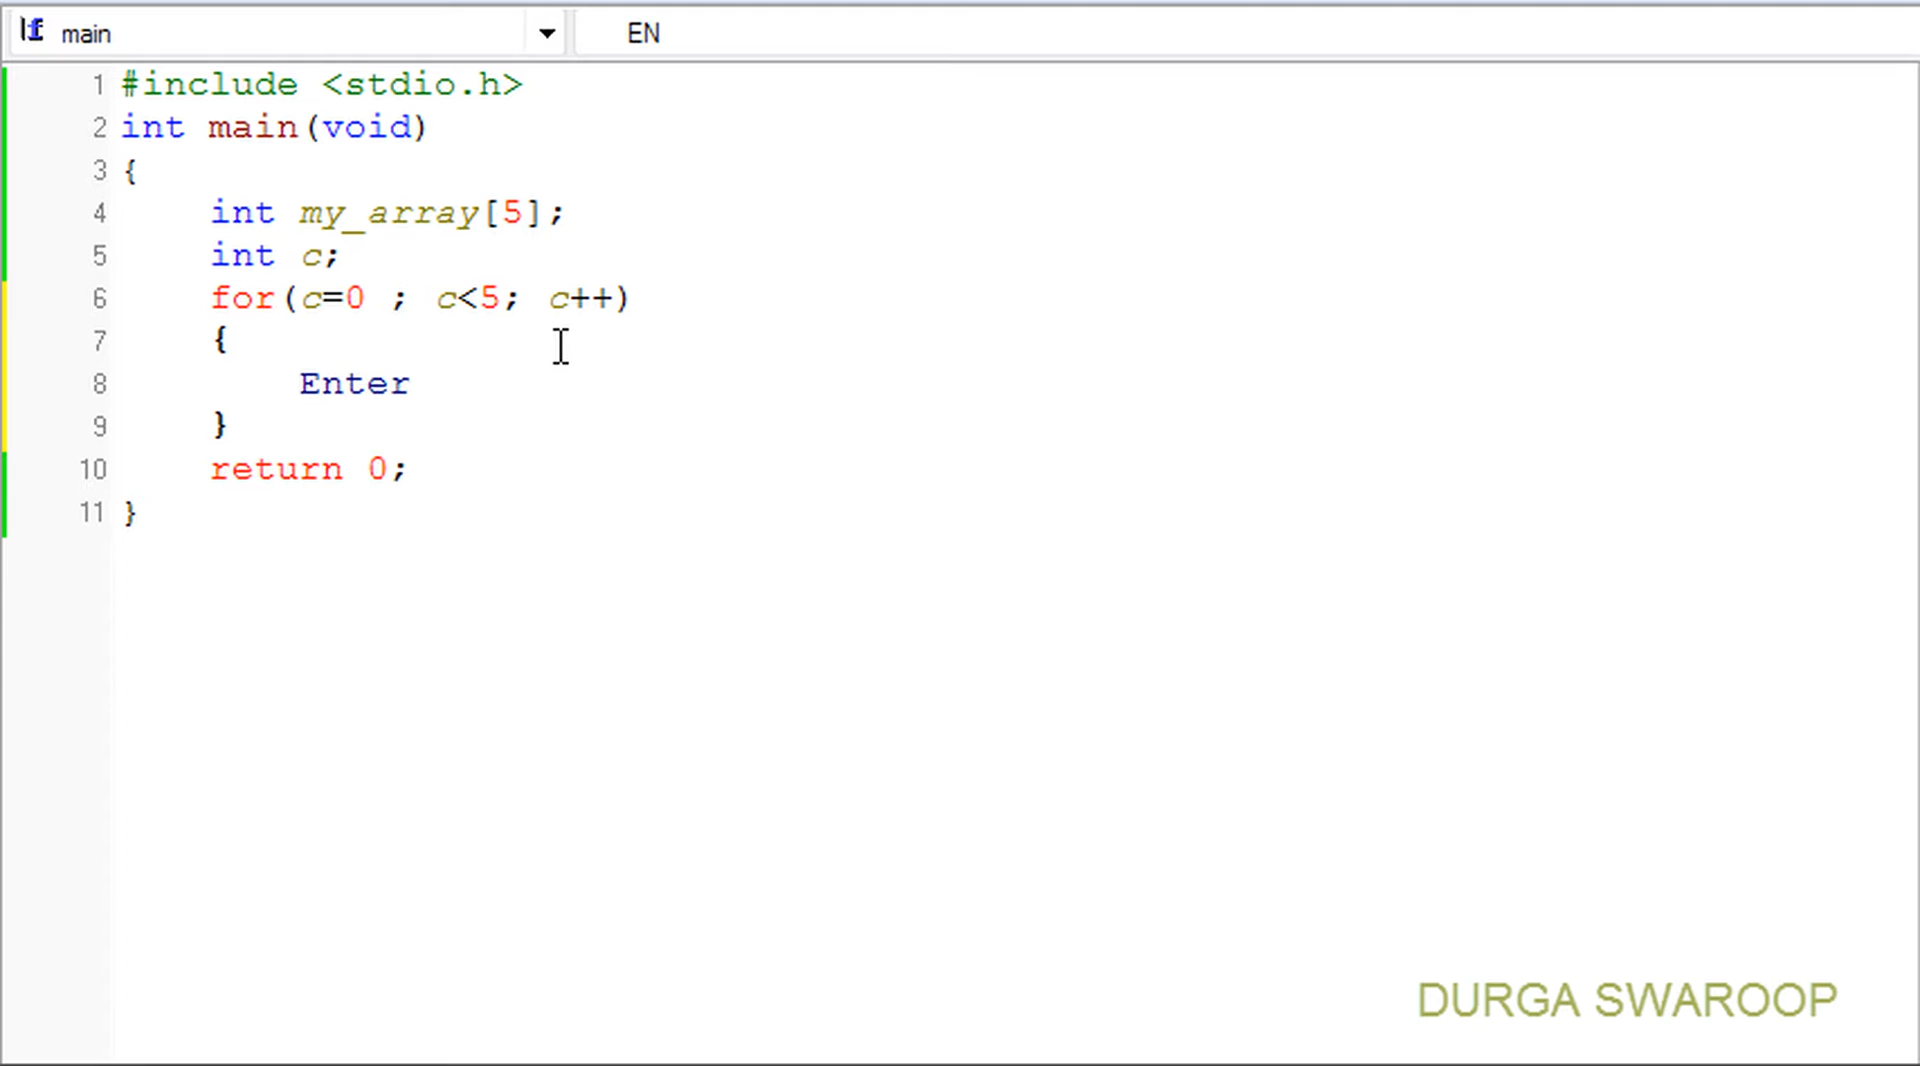 main EN
1 #include <stdio.h>
2 int main(void)
3 {
4 int my_array[5];
5 int c;
6 for(c=0 ; c<5; c++)
7 {
8 Enter
9 }
10 return 0;
11 }
DURGA SWAROOP